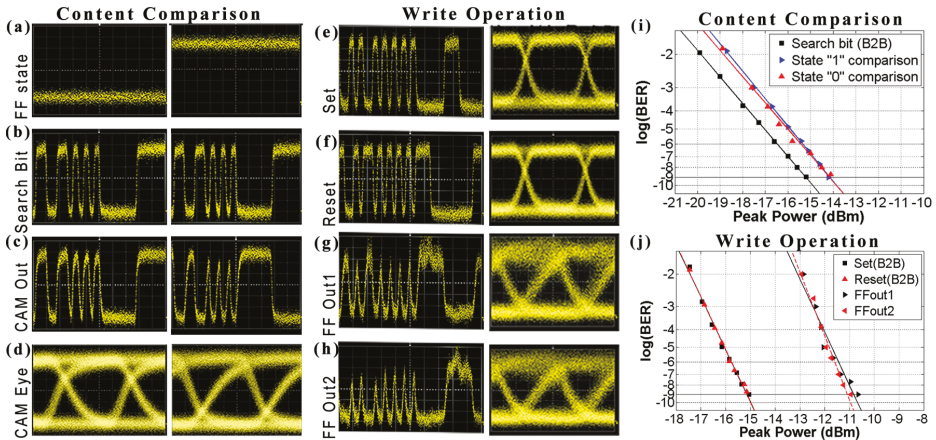 Content Comparison
(a)
FF state
(b)
Search Bit
(c)
CAM Out
(d)
CAM Eye
Write Operation
(e)
Set
(f)
Reset
(g)
FF Out1
(h)
FF Out2
(i) Content Comparison
Search bit (B2B)
State "1" comparison
State "0" comparison
log(BER)
-2
-3
-4
-5
-6
-7
-8
-9
-10
-21 -20 -19 -18 -17 -16 -15 -14 -13 -12 -11 -10
Peak Power (dBm)
(j) Write Operation
Set(B2B)
Reset(B2B)
FFout1
FFout2
log(BER)
-2
-3
-4
-5
-6
-7
-8
-9
-10
-18 -17 -16 -15 -14 -13 -12 -11 -10 -9 -8
Peak Power (dBm)